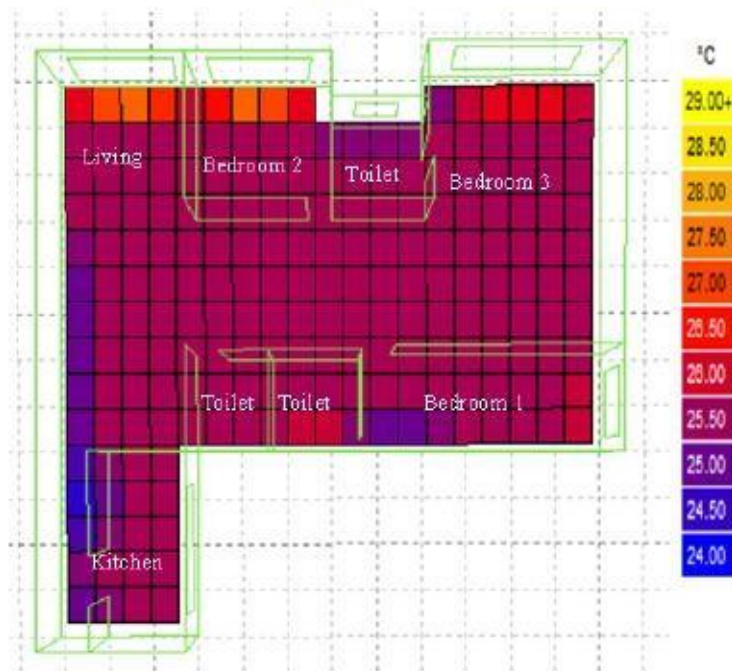 °C
29.00+
28.50
28.00
27.50
27.00
26.50
26.00
25.50
25.00
24.50
24.00
Living
Bedroom 2
Toilet
Bedroom 3
Toilet
Toilet
Bedroom 1
Kitchen